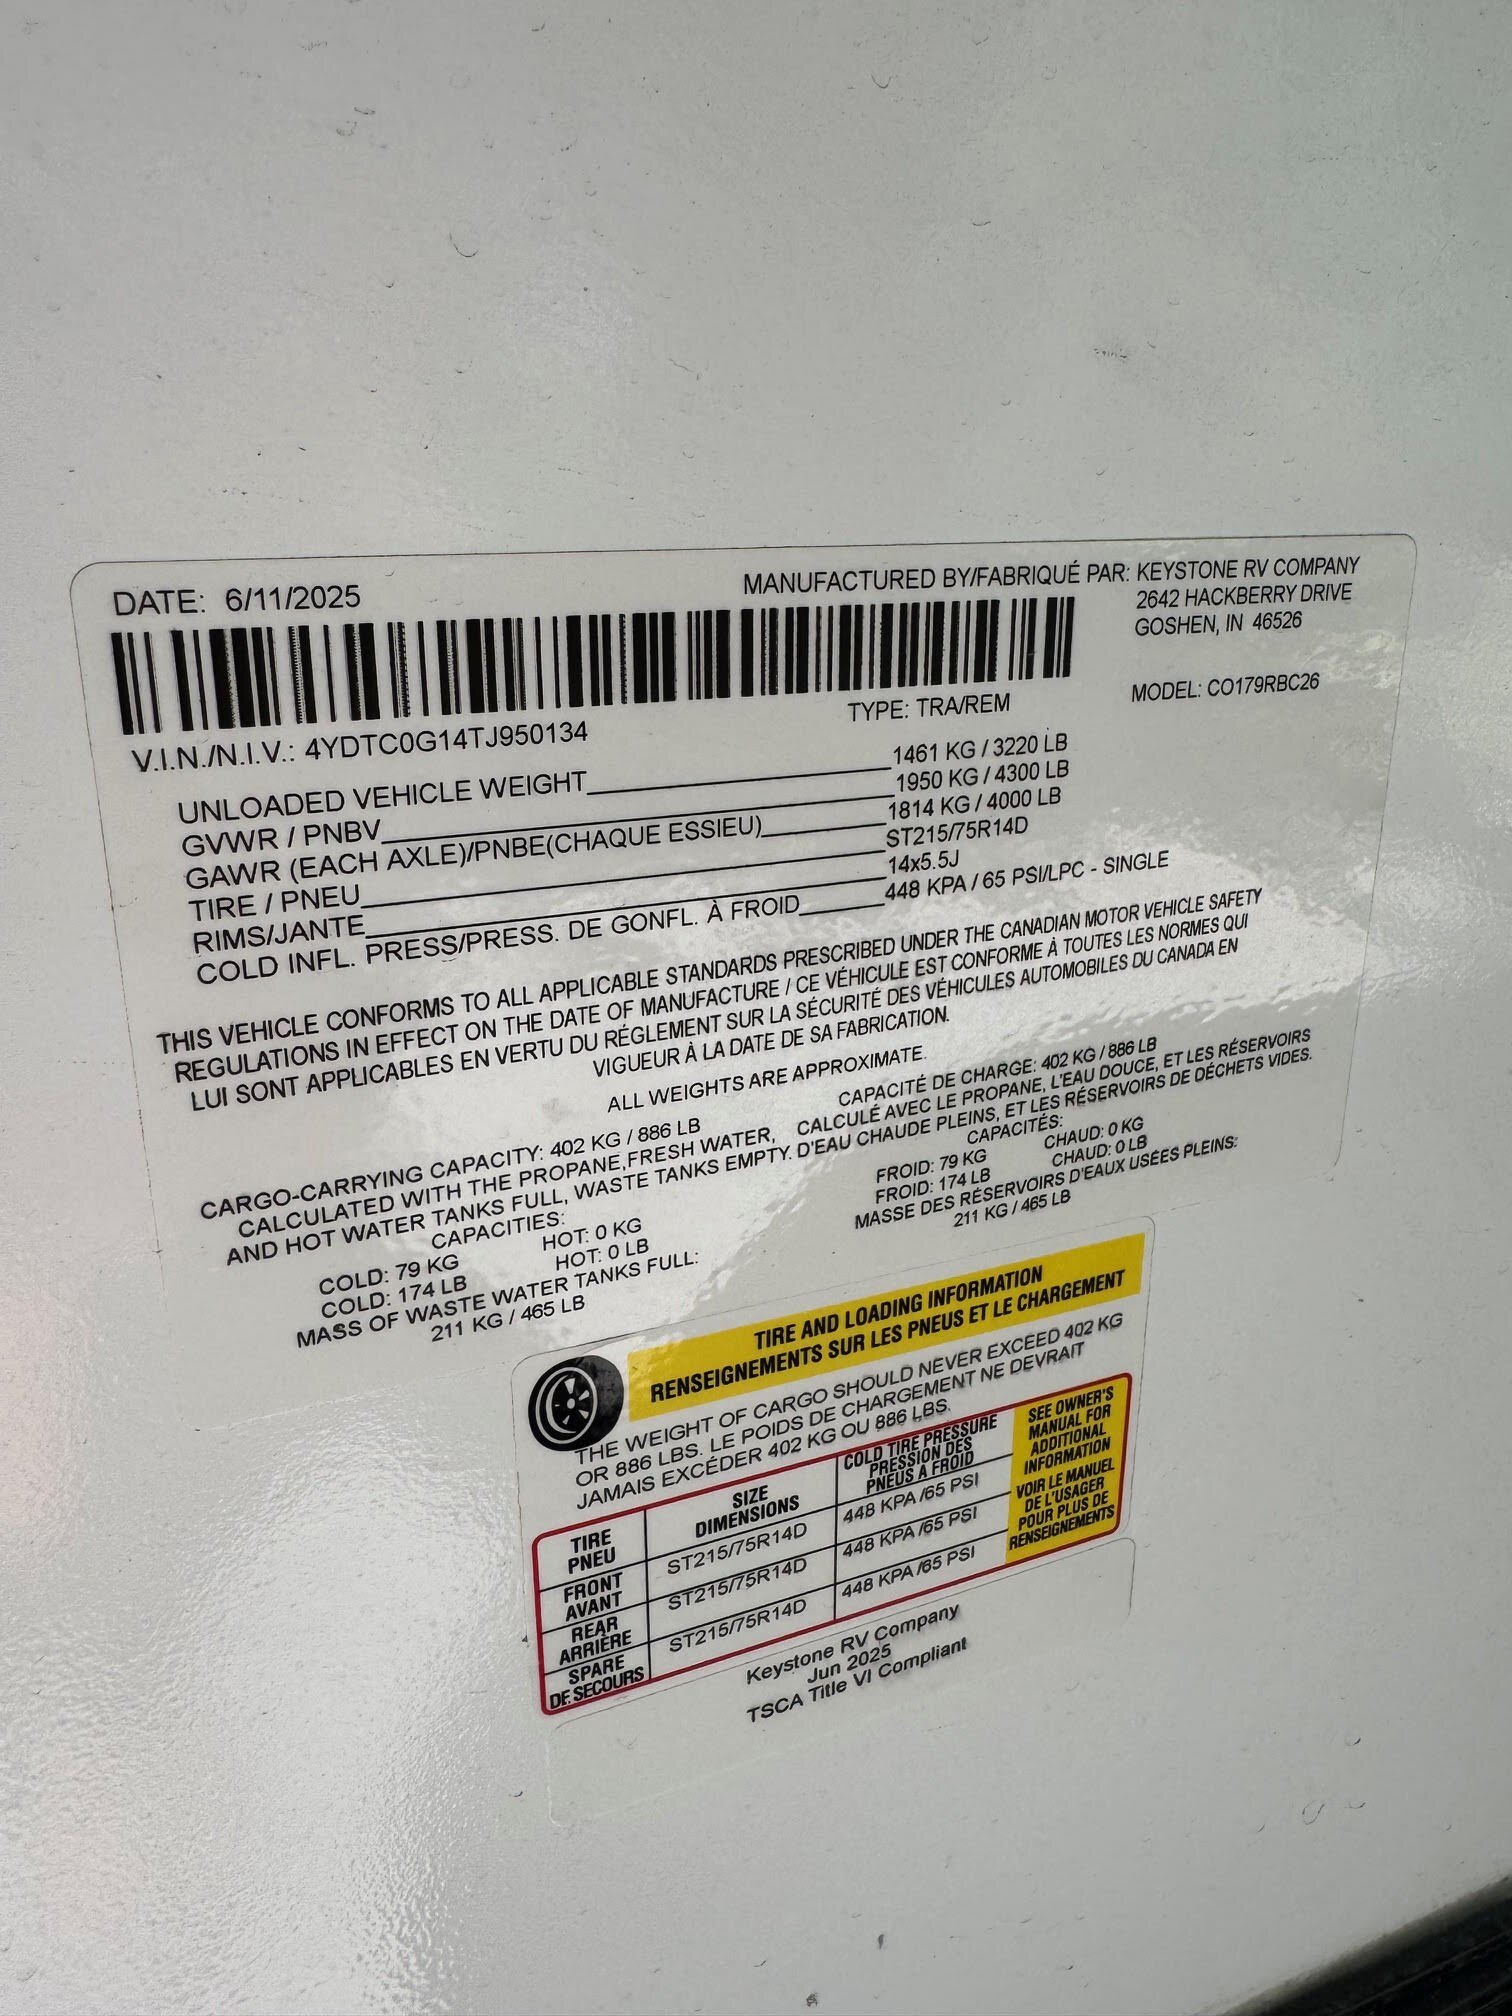 DATE: 6/11/2025
MANUFACTURED BY/FABRIQUÉ PAR: KEYSTONE RV COMPANY
2642 HACKBERRY DRIVE
GOSHEN, IN 46526
V.I.N./N.I.V.: 4YDTC0G14TJ950134
TYPE: TRA/REM
MODEL: CO179RBC26
UNLOADED VEHICLE WEIGHT 1461 KG / 3220 LB
GVWR / PNBV 1950 KG / 4300 LB
GAWR (EACH AXLE)/PNBE(CHAQUE ESSIEU) 1814 KG / 4000 LB
TIRE / PNEU ST215/75R14D
RIMS/JANTE 14x5.5J
COLD INFL. PRESS/PRESS. DE GONFL. À FROID 448 KPA / 65 PSI/LPC - SINGLE
THIS VEHICLE CONFORMS TO ALL APPLICABLE STANDARDS PRESCRIBED UNDER THE CANADIAN MOTOR VEHICLE SAFETY
REGULATIONS IN EFFECT ON THE DATE OF MANUFACTURE / CE VÉHICULE EST CONFORME À TOUTES LES NORMES QUI
LUI SONT APPLICABLES EN VERTU DU RÉGLEMENT SUR LA SÉCURITÉ DES VÉHICULES AUTOMOBILES DU CANADA EN
VIGUEUR À LA DATE DE SA FABRICATION.
ALL WEIGHTS ARE APPROXIMATE.
CARGO-CARRYING CAPACITY: 402 KG / 886 LB
CALCULATED WITH THE PROPANE,FRESH WATER,
AND HOT WATER TANKS FULL, WASTE TANKS EMPTY.
CAPACITIES:
COLD: 79 KG HOT: 0 KG
COLD: 174 LB HOT: 0 LB
MASS OF WASTE WATER TANKS FULL:
211 KG / 465 LB
CAPACITÉ DE CHARGE: 402 KG / 886 LB
CALCULÉ AVEC LE PROPANE, L'EAU DOUCE, ET LES RÉSERVOIRS
D'EAU CHAUDE PLEINS, ET LES RÉSERVOIRS DE DÉCHETS VIDES.
CAPACITÉS:
FROID: 79 KG CHAUD: 0 KG
FROID: 174 LB CHAUD: 0 LB
MASSE DES RÉSERVOIRS D'EAUX USÉES PLEINS:
211 KG / 465 LB
TIRE AND LOADING INFORMATION
RENSEIGNEMENTS SUR LES PNEUS ET LE CHARGEMENT
THE WEIGHT OF CARGO SHOULD NEVER EXCEED 402 KG
OR 886 LBS. LE POIDS DE CHARGEMENT NE DEVRAIT
JAMAIS EXCÉDER 402 KG OU 886 LBS.
TIRE
PNEU
SIZE
DIMENSIONS
COLD TIRE PRESSURE
PRESSION DES
PNEUS A FROID
FRONT
AVANT
ST215/75R14D
448 KPA /65 PSI
REAR
ARRIÈRE
ST215/75R14D
448 KPA /65 PSI
SPARE
DE SECOURS
ST215/75R14D
448 KPA /65 PSI
SEE OWNER'S
MANUAL FOR
ADDITIONAL
INFORMATION
VOIR LE MANUEL
DE L'USAGER
POUR PLUS DE
RENSEIGNEMENTS
Keystone RV Company
Jun 2025
TSCA Title VI Compliant